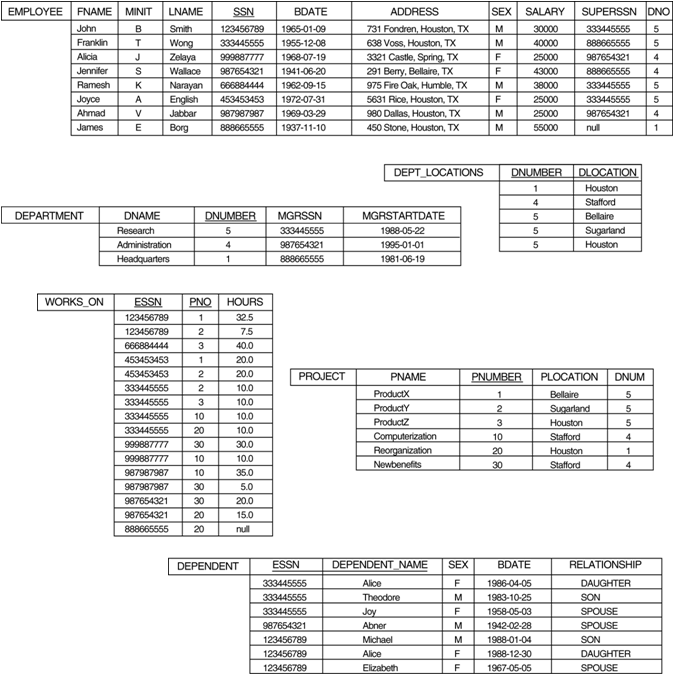 EMPLOYEE FNAME MINIT LNAME SSN BDATE ADDRESS SEX SALARY SUPERSSN DNO
John B Smith 123456789 1965-01-09 731 Fondren, Houston, TX M 30000 333445555 5
Franklin T Wong 333445555 1955-12-08 638 Voss, Houston, TX M 40000 888665555 5
Alicia J Zelaya 999887777 1968-07-19 3321 Castle, Spring, TX F 25000 987654321 4
Jennifer S Wallace 987654321 1941-06-20 291 Berry, Bellaire, TX F 43000 888665555 4
Ramesh K Narayan 666884444 1962-09-15 975 Fire Oak, Humble, TX M 38000 333445555 5
Joyce A English 453453453 1972-07-31 5631 Rice, Houston, TX F 25000 333445555 5
Ahmad V Jabbar 987987987 1969-03-29 980 Dallas, Houston, TX M 25000 987654321 4
James E Borg 888665555 1937-11-10 450 Stone, Houston, TX M 55000 null 1
DEPT_LOCATIONS DNUMBER DLOCATION
1 Houston
4 Stafford
5 Bellaire
5 Sugarland
5 Houston
DEPARTMENT DNAME DNUMBER MGRSSN MGRSTARTDATE
Research 5 333445555 1988-05-22
Administration 4 987654321 1995-01-01
Headquarters 1 888665555 1981-06-19
WORKS_ON ESSN PNO HOURS
123456789 1 32.5
123456789 2 7.5
666884444 3 40.0
453453453 1 20.0
453453453 2 20.0
333445555 2 10.0
333445555 3 10.0
333445555 10 10.0
333445555 20 10.0
999887777 30 30.0
999887777 10 10.0
987987987 10 35.0
987987987 30 5.0
987654321 30 20.0
987654321 20 15.0
888665555 20 null
PROJECT PNAME PNUMBER PLOCATION DNUM
ProductX 1 Bellaire 5
ProductY 2 Sugarland 5
ProductZ 3 Houston 5
Computerization 10 Stafford 4
Reorganization 20 Houston 1
Newbenefits 30 Stafford 4
DEPENDENT ESSN DEPENDENT_NAME SEX BDATE RELATIONSHIP
333445555 Alice F 1986-04-05 DAUGHTER
333445555 Theodore M 1983-10-25 SON
333445555 Joy F 1958-05-03 SPOUSE
987654321 Abner M 1942-02-28 SPOUSE
123456789 Michael M 1988-01-04 SON
123456789 Alice F 1988-12-30 DAUGHTER
123456789 Elizabeth F 1967-05-05 SPOUSE